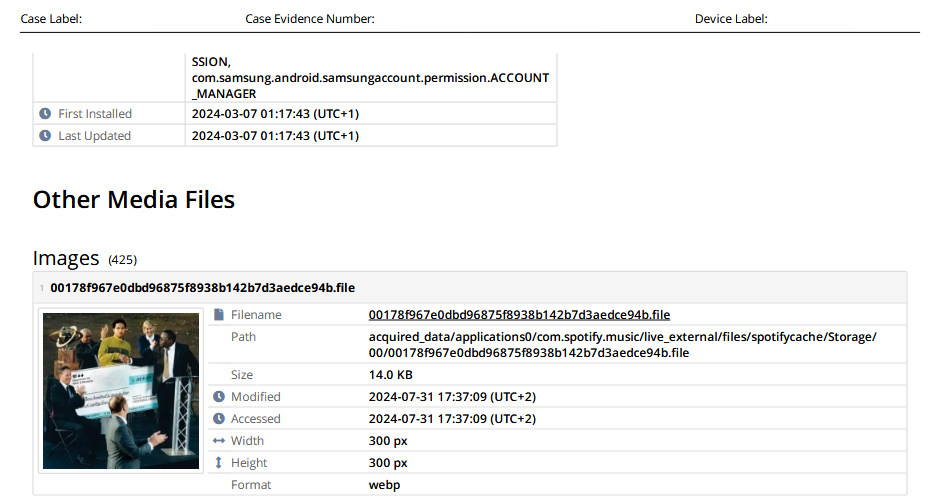 Case Label:
Case Evidence Number:
Device Label:
SSION,
com.samsung.android.samsungaccount.permission.ACCOUNT
_MANAGER
First Installed 2024-03-07 01:17:43 (UTC+1)
Last Updated 2024-03-07 01:17:43 (UTC+1)
Other Media Files
Images (425)
1 00178f967e0dbd96875f8938b142b7d3aedce94b.file
Filename 00178f967e0dbd96875f8938b142b7d3aedce94b.file
Path acquired_data/applications0/com.spotify.music/live_external/files/spotifycache/Storage/
00/00178f967e0dbd96875f8938b142b7d3aedce94b.file
Size 14.0 KB
Modified 2024-07-31 17:37:09 (UTC+2)
Accessed 2024-07-31 17:37:09 (UTC+2)
Width 300 px
Height 300 px
Format webp